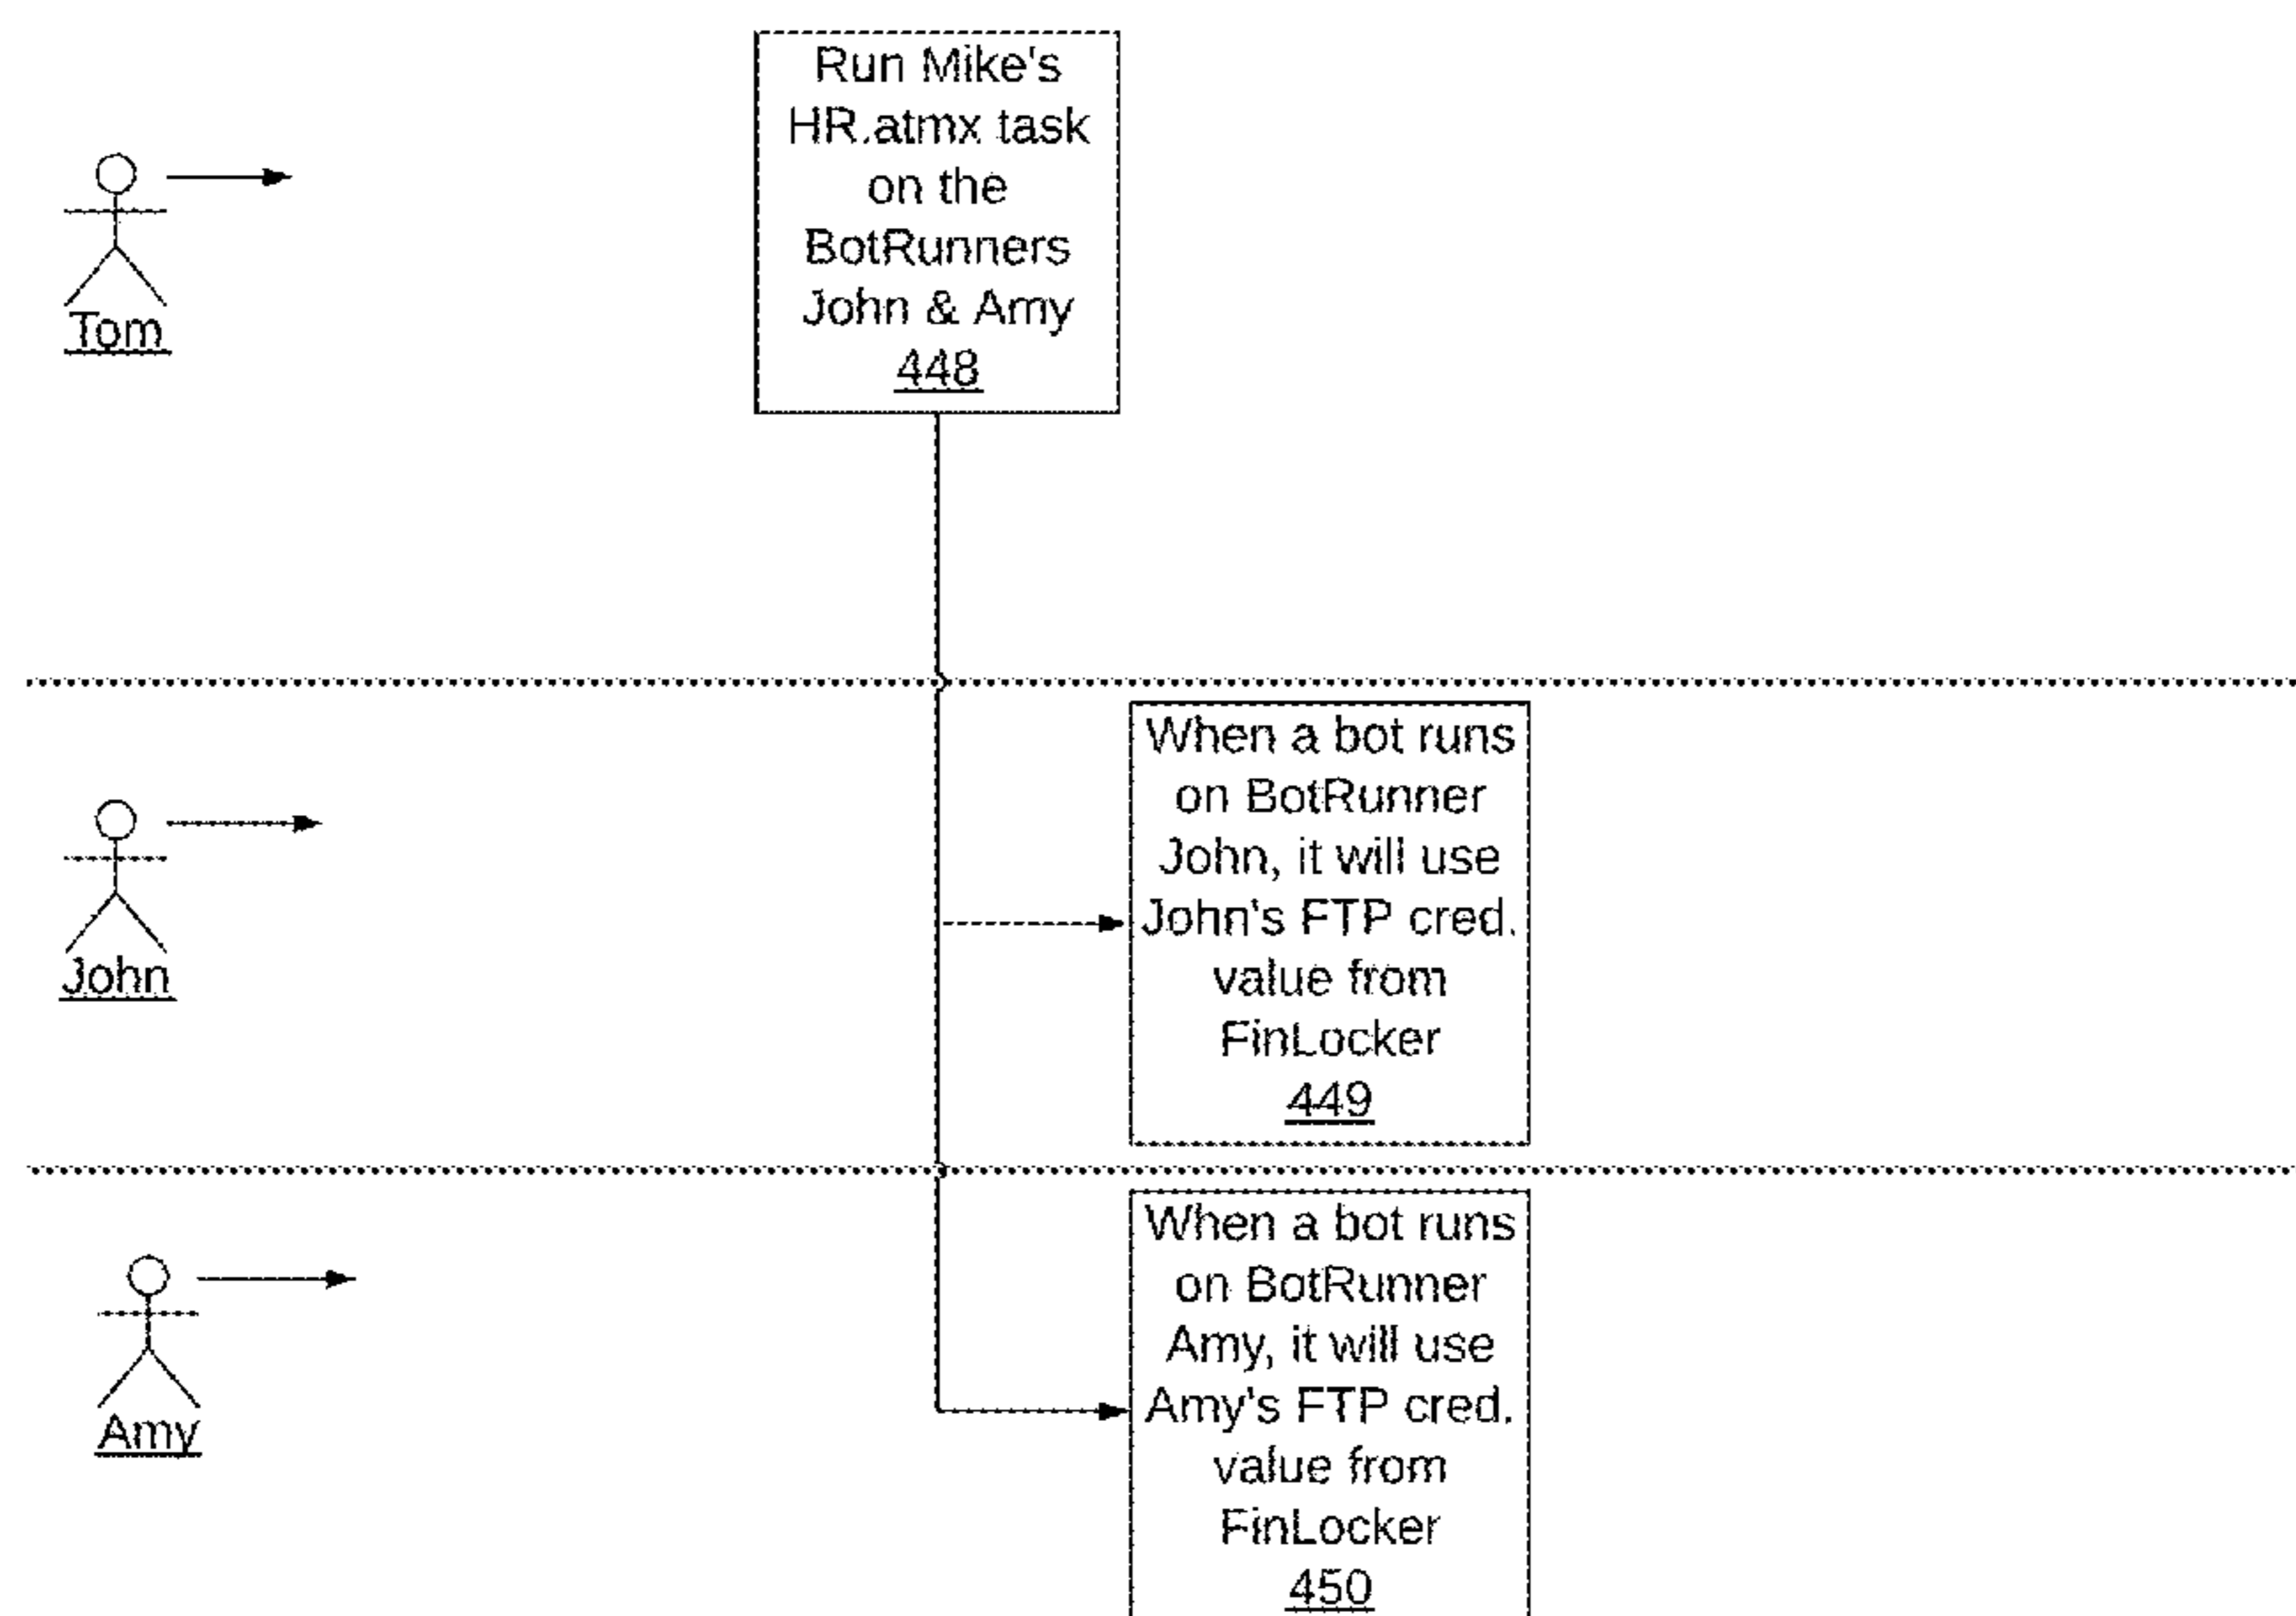 Run Mike's
HR.atmx task
on the
BotRunners
John & Amy
448
Tom
When a bot runs
on BotRunner
John, it will use
John's FTP cred.
value from
FinLocker
449
John
When a bot runs
on BotRunner
Amy, it will use
Amy's FTP cred.
value from
FinLocker
450
Amy